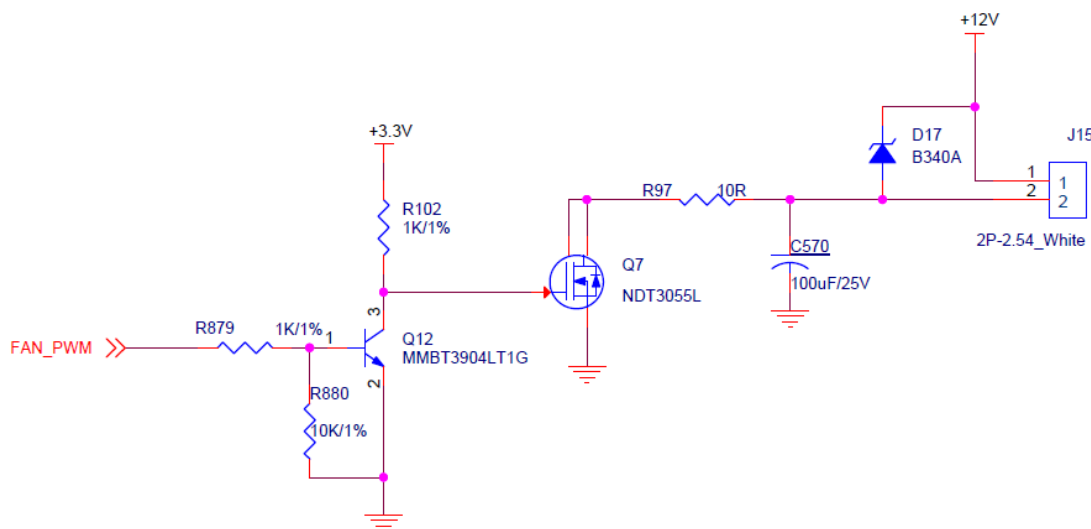 +12V
D17
B340A
J15
1
2
1
2
2P-2.54_White
+3.3V
R102
1K/1%
R97
10R
C570
100uF/25V
Q7
NDT3055L
3
Q12
MMBT3904LT1G
1
2
R879
1K/1%
FAN_PWM
R880
10K/1%